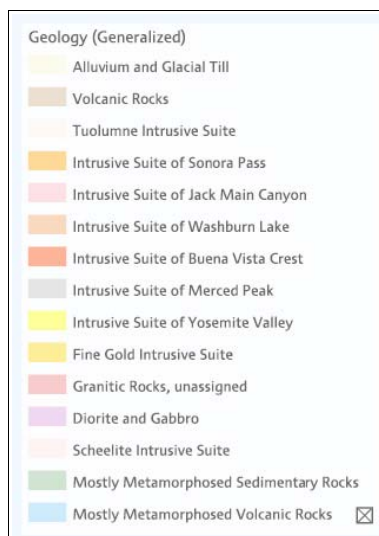 Geology (Generalized)
Alluvium and Glacial Till
Volcanic Rocks
Tuolumne Intrusive Suite
Intrusive Suite of Sonora Pass
Intrusive Suite of Jack Main Canyon
Intrusive Suite of Washburn Lake
Intrusive Suite of Buena Vista Crest
Intrusive Suite of Merced Peak
Intrusive Suite of Yosemite Valley
Fine Gold Intrusive Suite
Granitic Rocks, unassigned
Diorite and Gabbro
Scheelite Intrusive Suite
Mostly Metamorphosed Sedimentary Rocks
Mostly Metamorphosed Volcanic Rocks